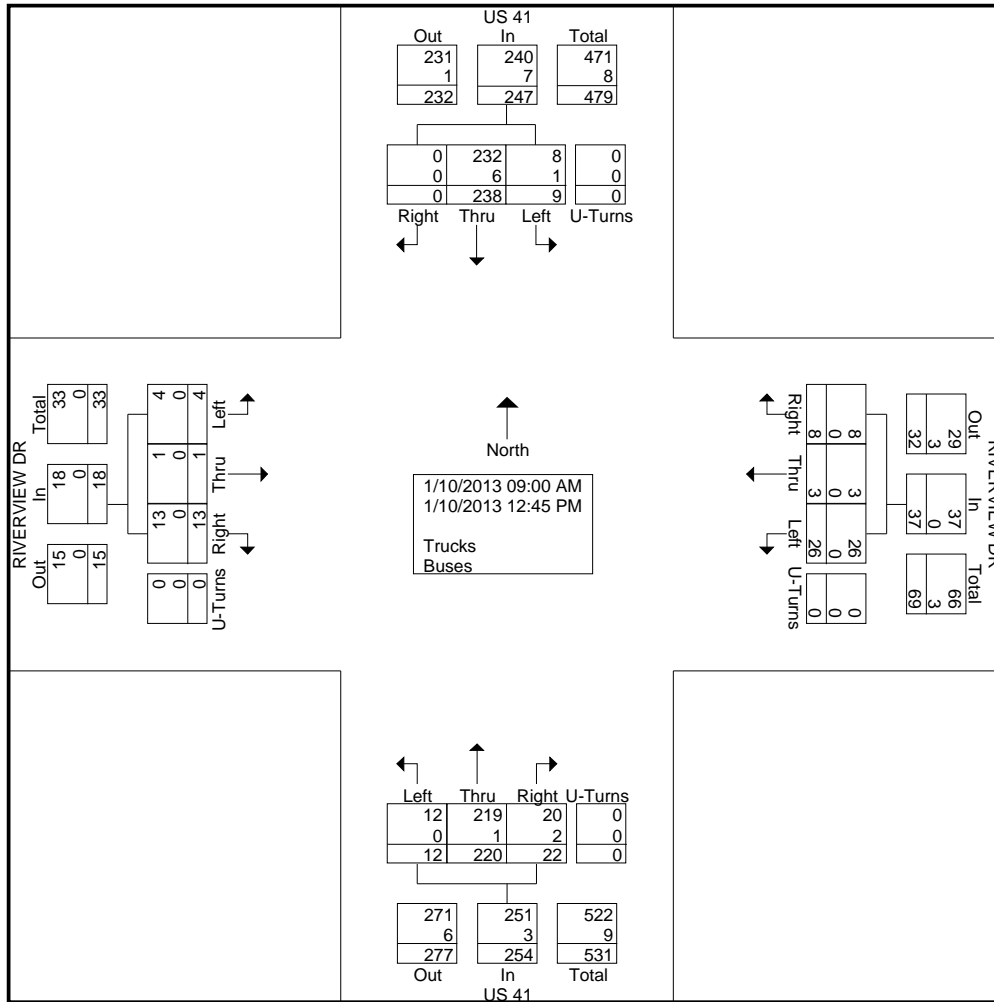 US 41
Out In Total
231 240 471
1 7 8
232 247 479
0 232 8 0
0 6 1 0
0 238 9 0
Right Thru Left U-Turns
RIVERVIEW DR
Total In Out
33 18 15
0 0 0
33 18 15
4 1 13 0
0 0 0 0
4 1 13 0
Left Thru Right U-Turns
North
1/10/2013 09:00 AM
1/10/2013 12:45 PM
Trucks
Buses
RIVERVIEW DR
Out In Total
29 37 66
3 0 3
32 37 69
8 3 26 0
0 0 0 0
8 3 26 0
Right Thru Left U-Turns
Left Thru Right U-Turns
12 219 20 0
0 1 2 0
12 220 22 0
271 251 522
6 3 9
277 254 531
Out In Total
US 41